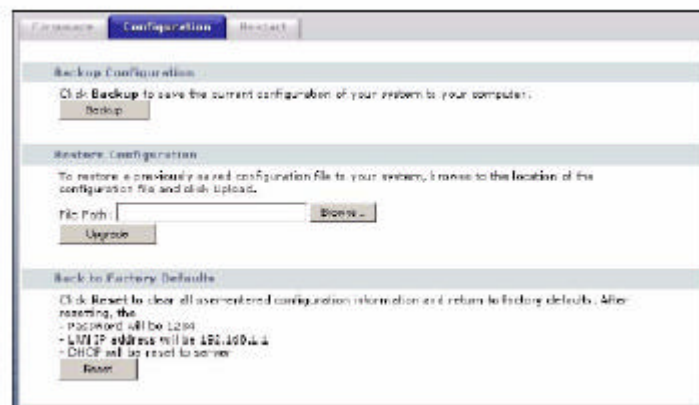 Firmware Configuration Restart
Backup Configuration
Click Backup to save the current configuration of your system to your computer.
Backup
Restore Configuration
To restore a previously saved configuration file to your system, browse to the location of the
configuration file and click Upload.
File Path: Browse...
Upgrade
Back to Factory Defaults
Click Reset to clear all user-entered configuration information and return to factory defaults. After
resetting, the
- Password will be 1234
- LAN IP address will be 192.168.1.1
- DHCP will be reset to server
Reset